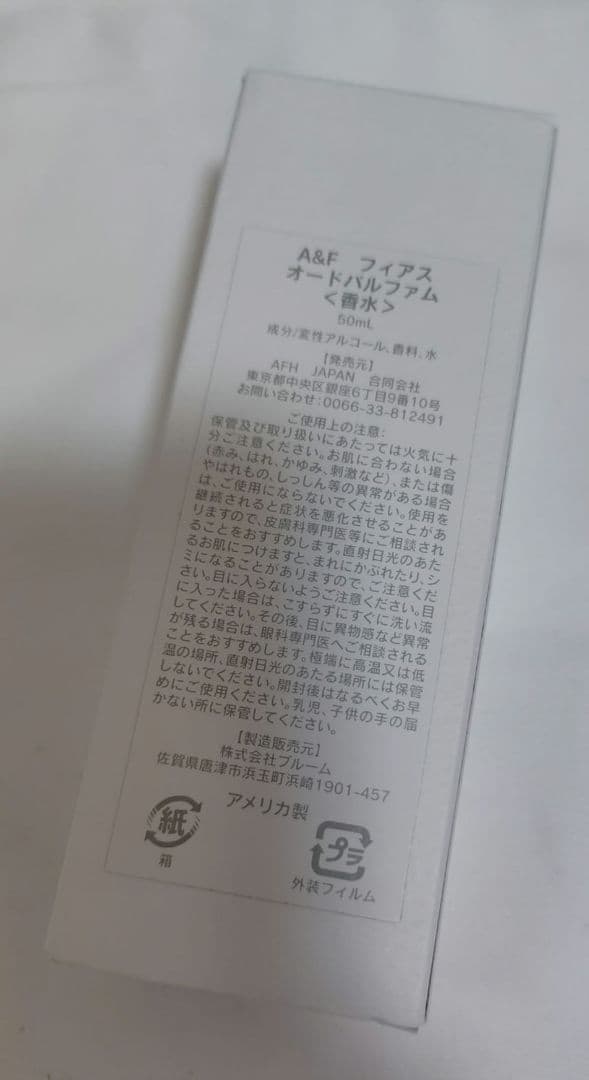 A&F フィアス
オードパルファム
＜香水＞
50mL
成分/変性アルコール、香料、水
【発売元】
AFH JAPAN 合同会社
東京都中央区銀座6丁目9番10号
お問い合わせ:0066-33-812491
ご使用上の注意:
保管及び取り扱いにあたっては火気に十
分ご注意ください。お肌に合わない場合
(赤み、はれ、かゆみ、刺激など)、または傷
やはれもの、しっしん等の異常がある場合
は、ご使用にならないでください。使用を
継続されると症状を悪化させることがあ
りますので、皮膚科専門医等にご相談され
ることをおすすめします。直射日光のあた
るお肌につけますと、まれにかぶれたり、シ
ミになることがありますので、ご注意くだ
さい。目に入らないようご注意ください。目
に入った場合は、こすらずにすぐに洗い流
してください。その後、目に異物感など異常
が残る場合は、眼科専門医へご相談される
ことをおすすめします。極端に高温又は低
温の場所、直射日光のあたる場所には保管
しないでください。開封後はなるべくお早
めにご使用ください。乳児、子供の手の届
かない所に保管してください。
【製造販売元】
株式会社ブルーム
佐賀県唐津市浜玉町浜崎1901-457
アメリカ製
紙
箱
プラ
外装フィルム